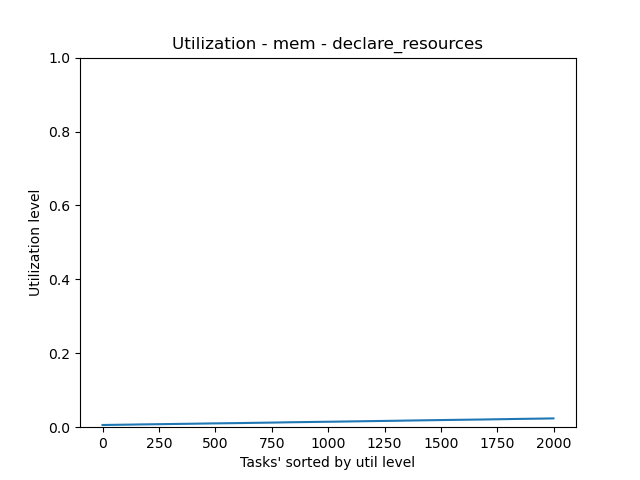 Utilization - mem - declare_resources
1.0
0.8
0.6
0.4
0.2
0.0
Utilization level
0 250 500 750 1000 1250 1500 1750 2000
Tasks' sorted by util level